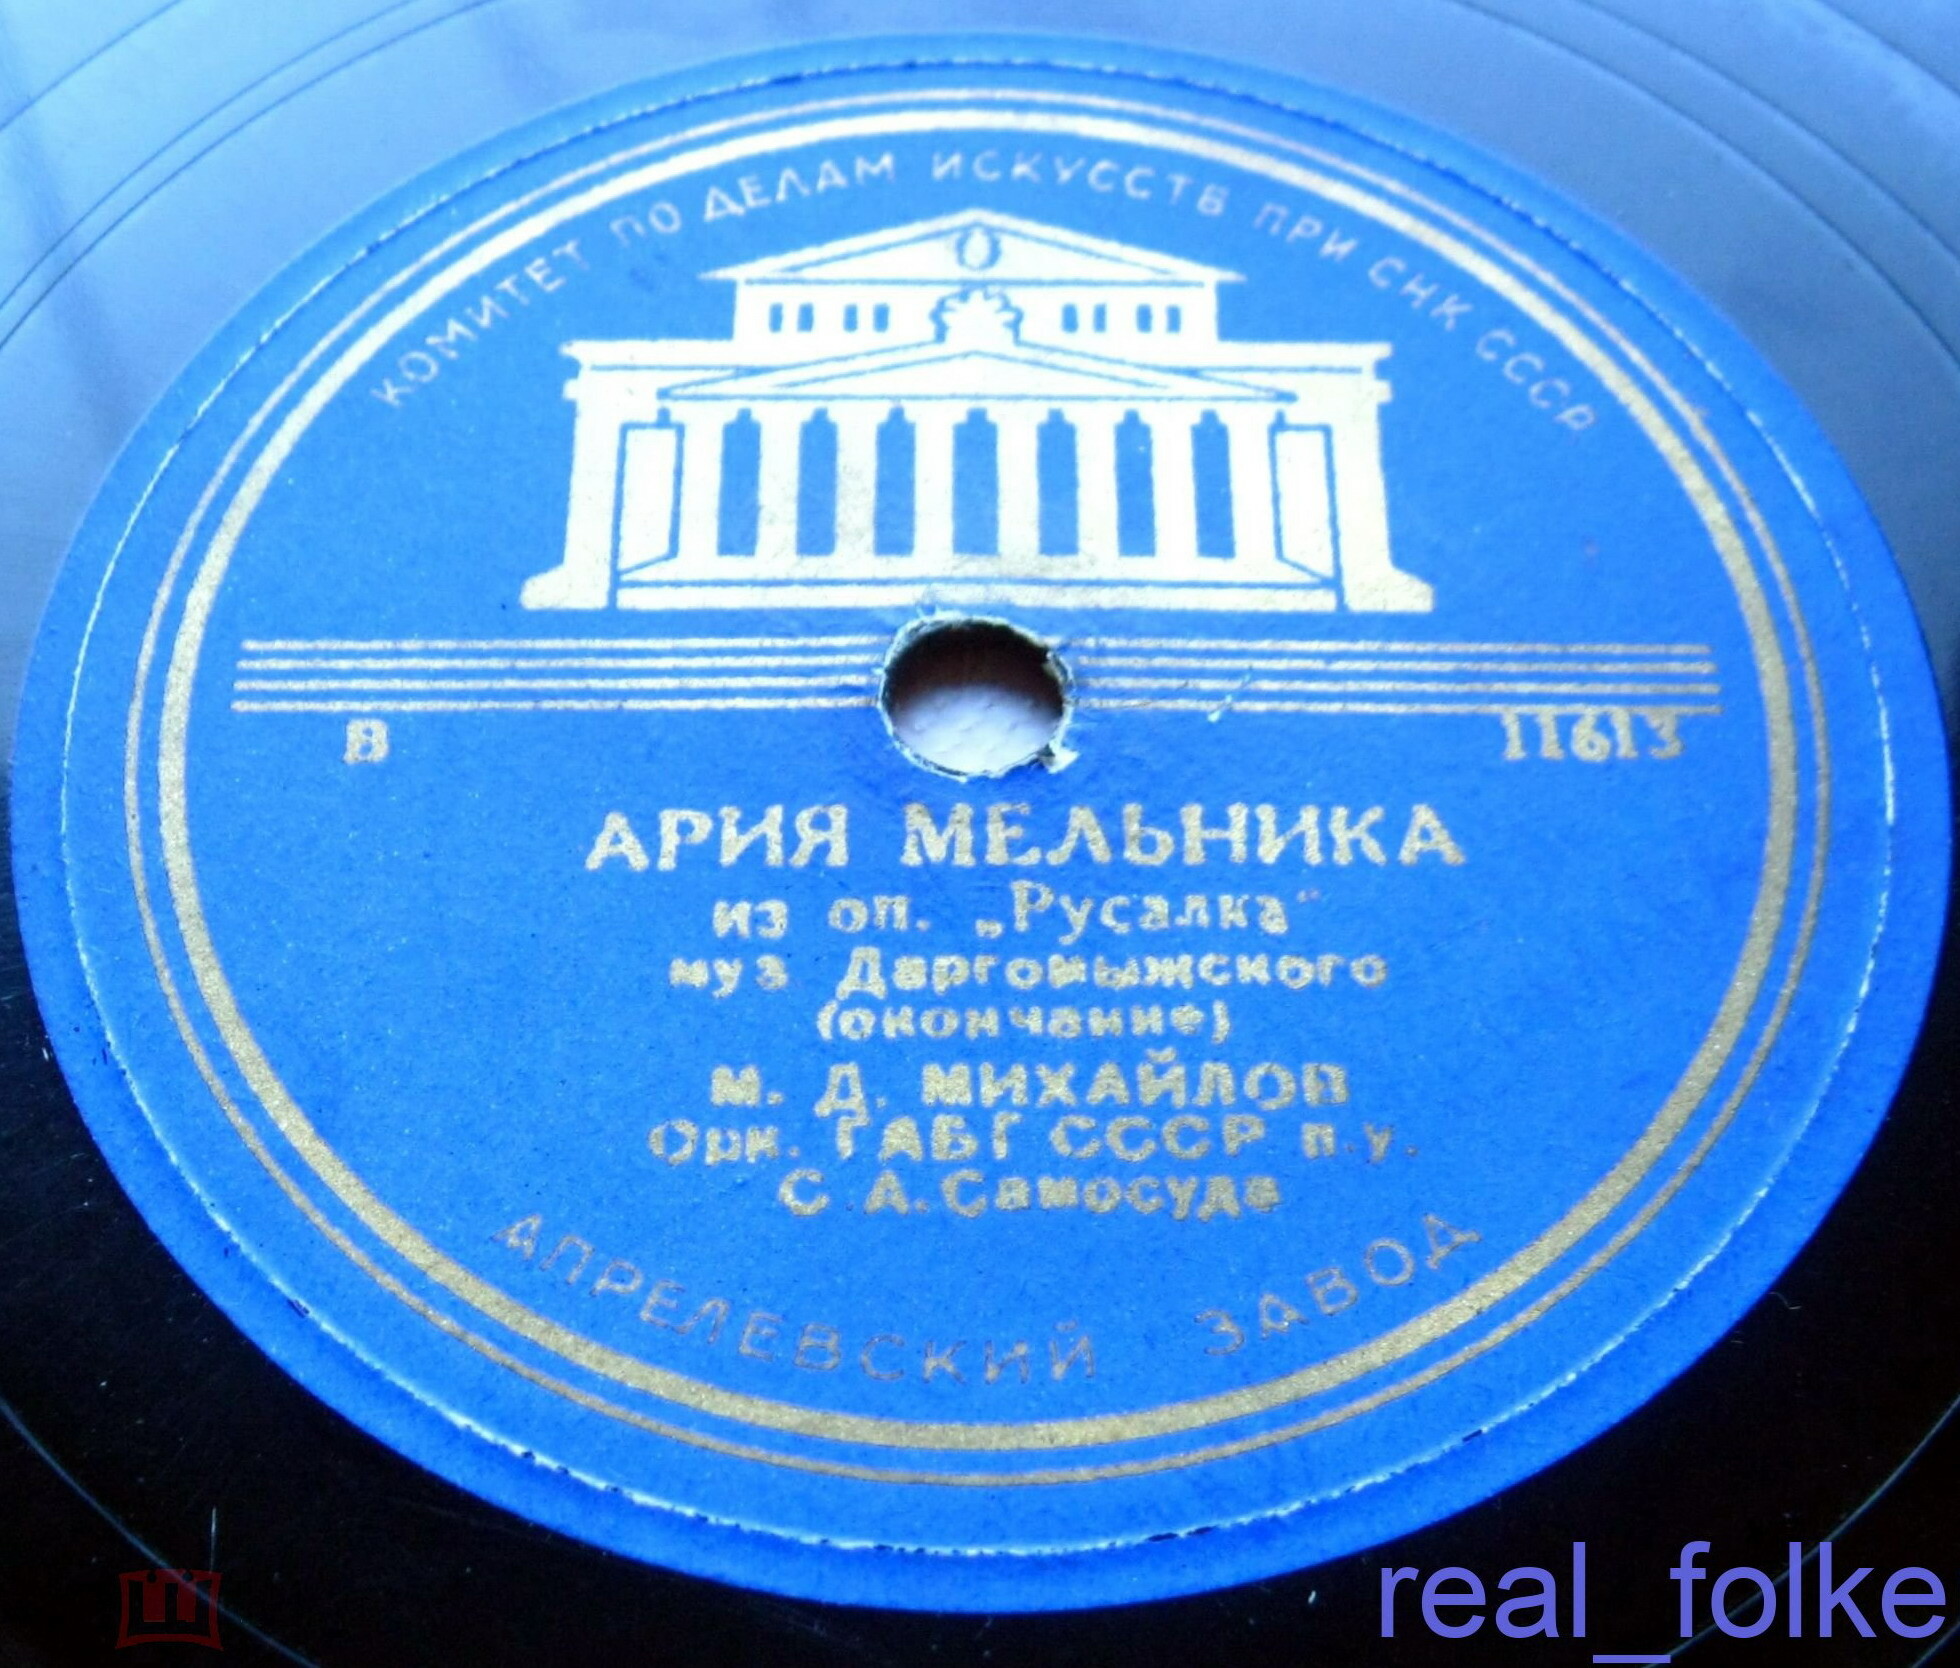 КОМИТЕТ ПО ДЕЛАМ ИСКУССТВ ПРИ СНК СССР
В 11613
АРИЯ МЕЛЬНИКА
из оп. „Русалка“
муз Даргомыжского
(окончание)
М. Д. МИХАЙЛОВ
Орк. ГАБТ СССР п.у.
С А. Самосуда
АПРЕЛЕВСКИЙ ЗАВОД
real_folke